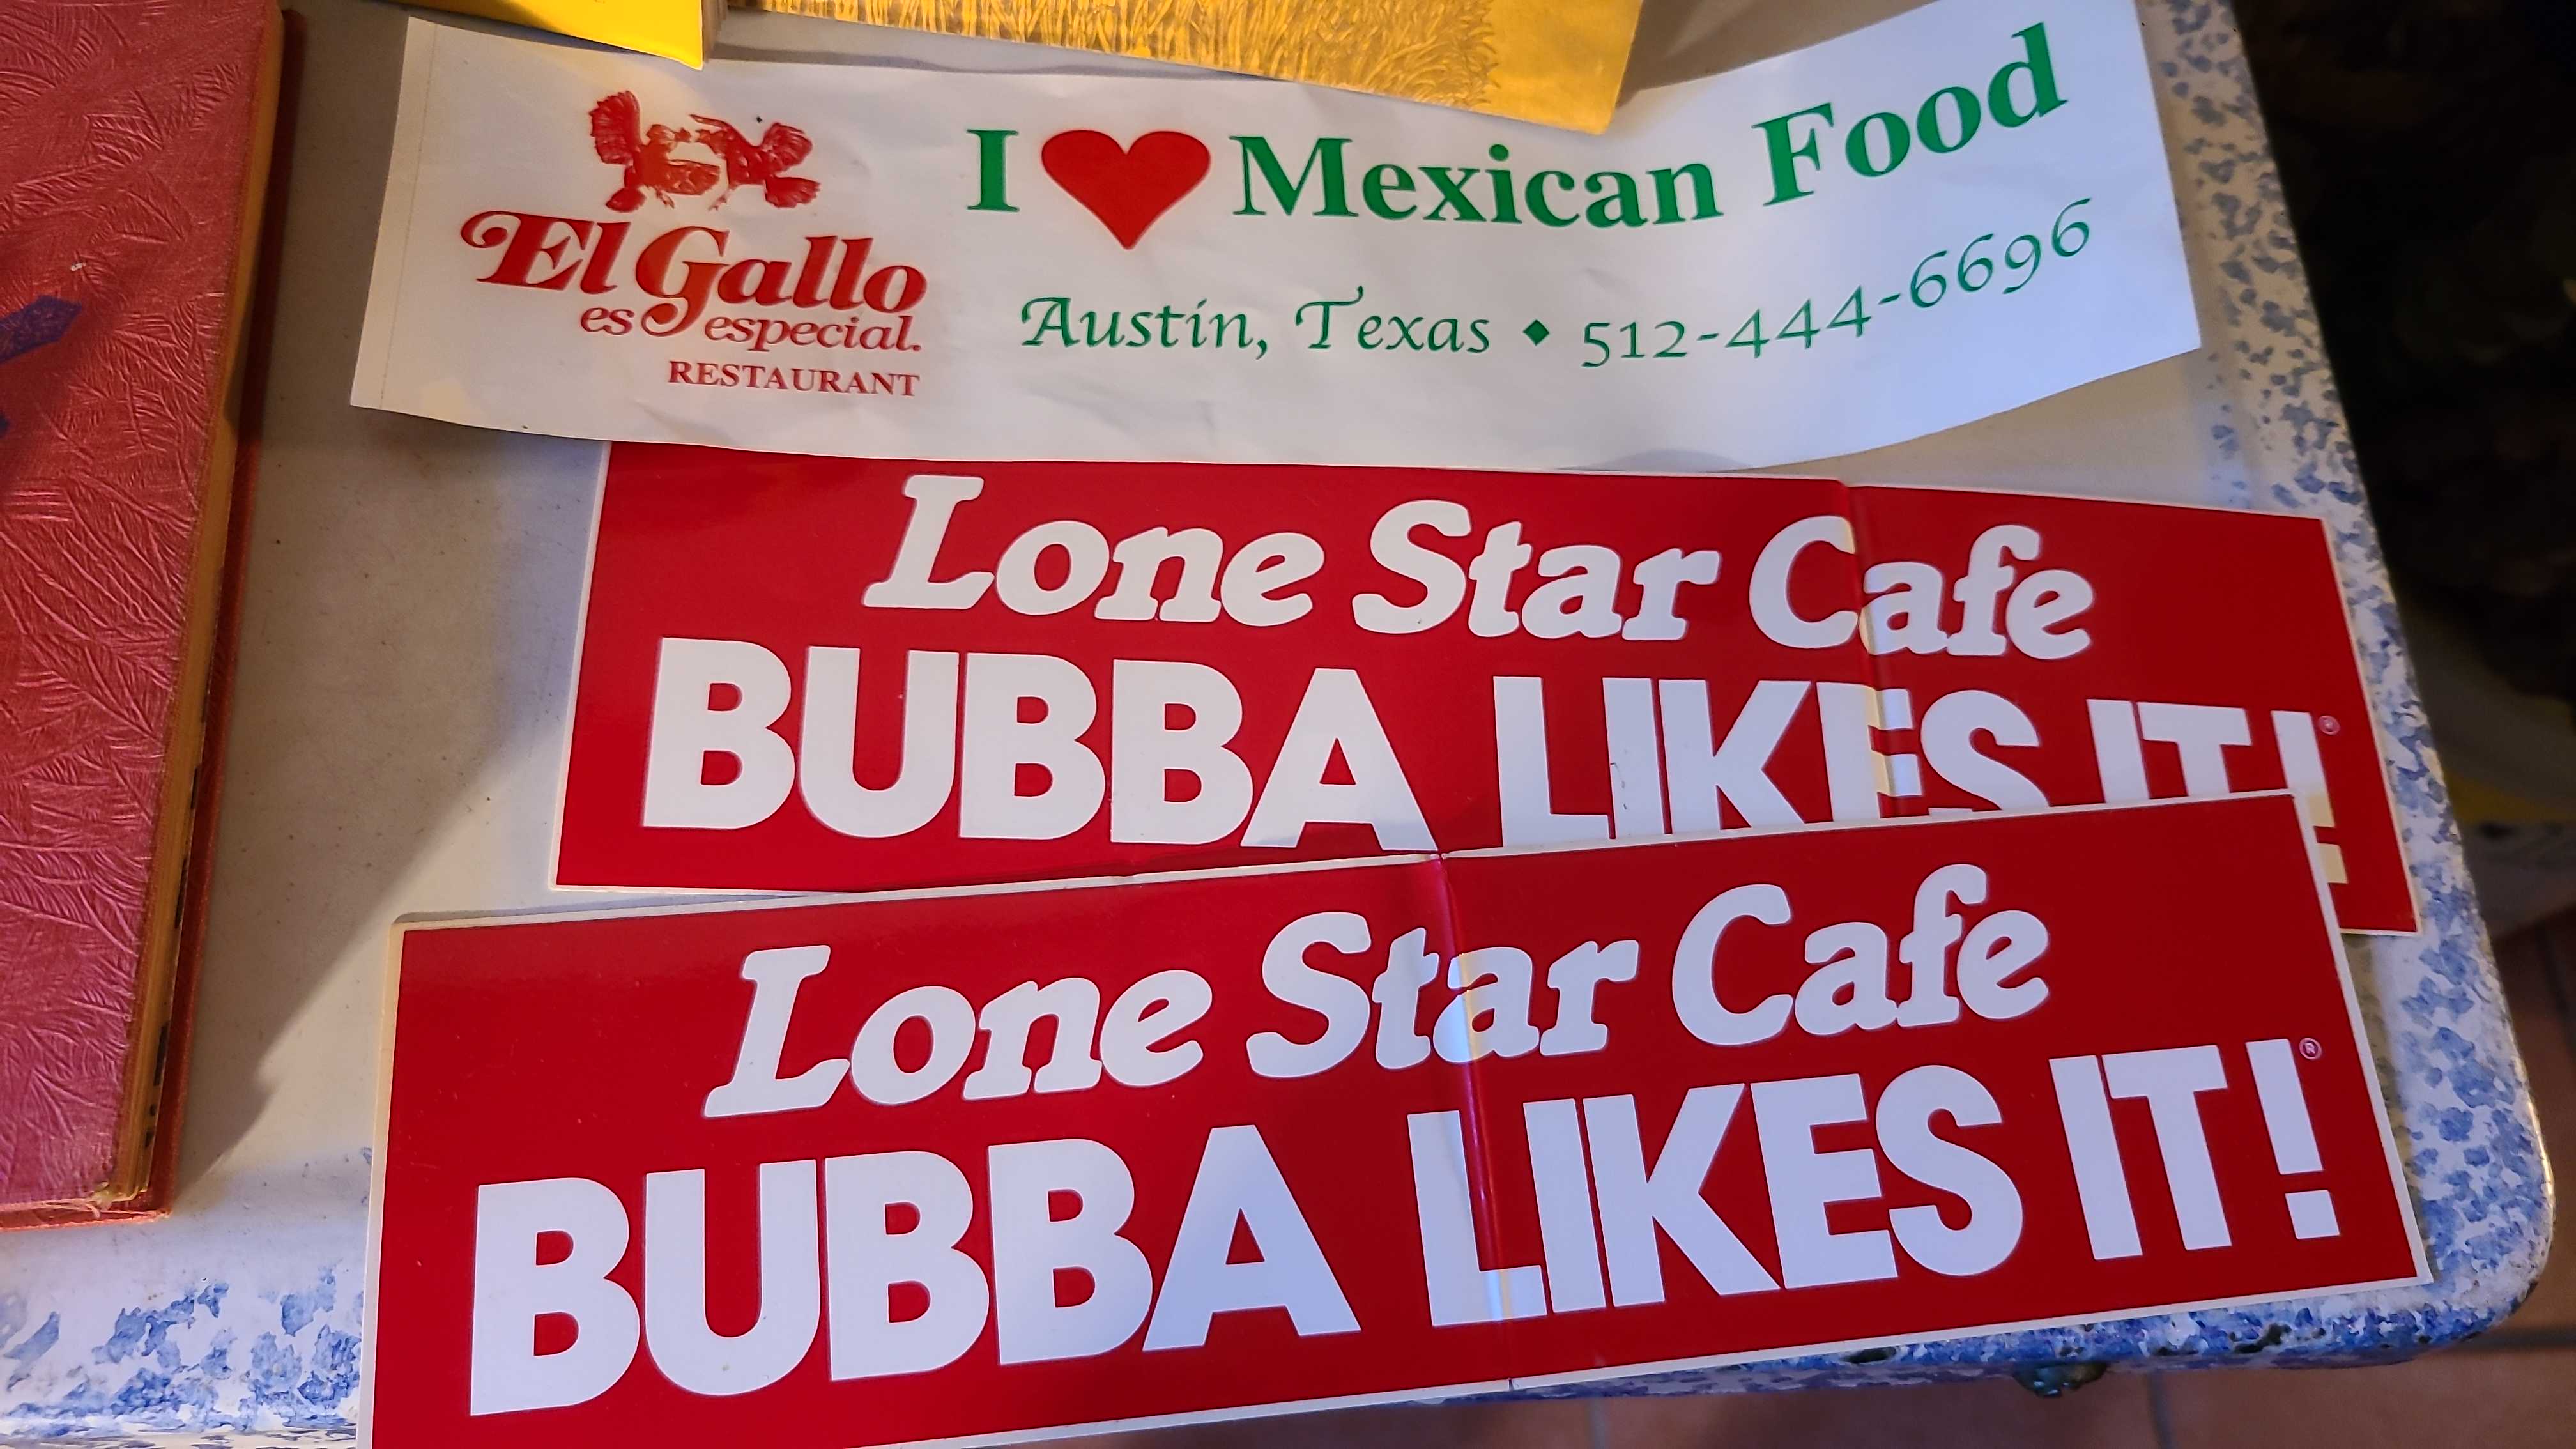 I ❤ Mexican Food
El Gallo
es especial.
RESTAURANT
Austin, Texas ◆ 512-444-6696
Lone Star Cafe
BUBBA LIKES IT!®
Lone Star Cafe
BUBBA LIKES IT!®